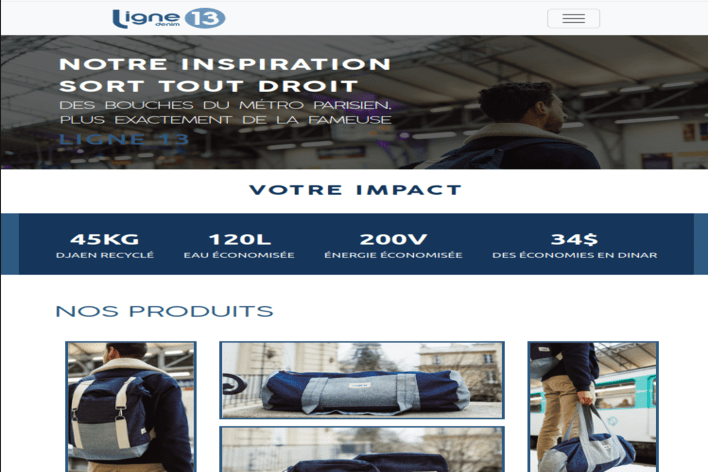 Ligne 13
denim
NOTRE INSPIRATION
SORT TOUT DROIT
DES BOUCHES DU MÉTRO PARISIEN,
PLUS EXACTEMENT DE LA FAMEUSE
LIGNE 13
VOTRE IMPACT
45KG 120L 200V 34$
DJAEN RECYCLÉ EAU ÉCONOMISÉE ÉNERGIE ÉCONOMISÉE DES ÉCONOMIES EN DINAR
NOS PRODUITS